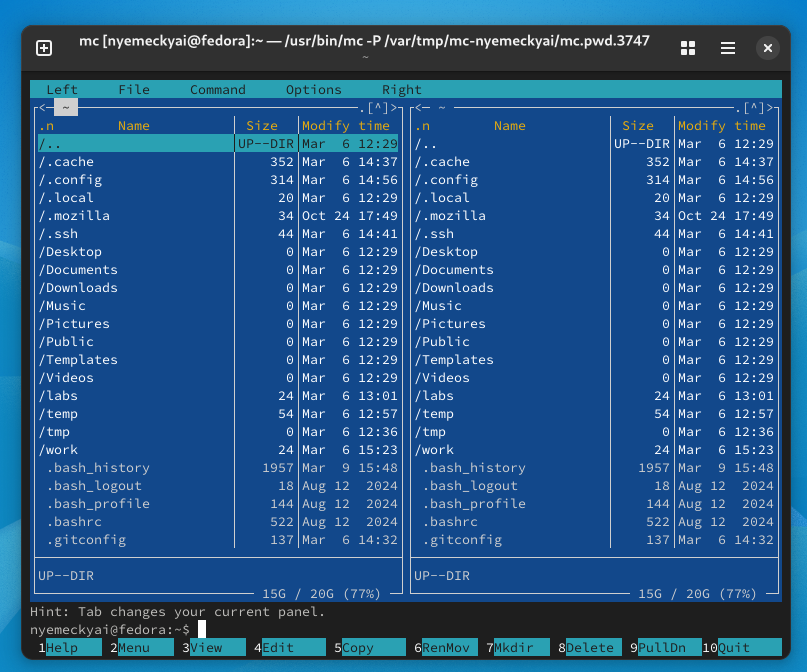 mc [nyemeckyai@fedora]:~ — /usr/bin/mc -P /var/tmp/mc-nyemeckyai/mc.pwd.3747
~
Left File Command Options Right
<─ ~ ─.[^]>┐ ┌<─ ~ ─.[^]>
.n Name │ Size │Modify time │ .n Name │ Size │Modify time
/.. │UP--DIR│Mar 6 12:29 │ /.. │UP--DIR│Mar 6 12:29
/.cache │ 352│Mar 6 14:37 │ /.cache │ 352│Mar 6 14:37
/.config │ 314│Mar 6 14:56 │ /.config │ 314│Mar 6 14:56
/.local │ 20│Mar 6 12:29 │ /.local │ 20│Mar 6 12:29
/.mozilla │ 34│Oct 24 17:49 │ /.mozilla │ 34│Oct 24 17:49
/.ssh │ 44│Mar 6 14:41 │ /.ssh │ 44│Mar 6 14:41
/Desktop │ 0│Mar 6 12:29 │ /Desktop │ 0│Mar 6 12:29
/Documents │ 0│Mar 6 12:29 │ /Documents │ 0│Mar 6 12:29
/Downloads │ 0│Mar 6 12:29 │ /Downloads │ 0│Mar 6 12:29
/Music │ 0│Mar 6 12:29 │ /Music │ 0│Mar 6 12:29
/Pictures │ 0│Mar 6 12:29 │ /Pictures │ 0│Mar 6 12:29
/Public │ 0│Mar 6 12:29 │ /Public │ 0│Mar 6 12:29
/Templates │ 0│Mar 6 12:29 │ /Templates │ 0│Mar 6 12:29
/Videos │ 0│Mar 6 12:29 │ /Videos │ 0│Mar 6 12:29
/labs │ 24│Mar 6 13:01 │ /labs │ 24│Mar 6 13:01
/temp │ 54│Mar 6 12:57 │ /temp │ 54│Mar 6 12:57
/tmp │ 0│Mar 6 12:36 │ /tmp │ 0│Mar 6 12:36
/work │ 24│Mar 6 15:23 │ /work │ 24│Mar 6 15:23
.bash_history │ 1957│Mar 9 15:48 │ .bash_history │ 1957│Mar 9 15:48
.bash_logout │ 18│Aug 12 2024 │ .bash_logout │ 18│Aug 12 2024
.bash_profile │ 144│Aug 12 2024 │ .bash_profile │ 144│Aug 12 2024
.bashrc │ 522│Aug 12 2024 │ .bashrc │ 522│Aug 12 2024
.gitconfig │ 137│Mar 6 14:32 │ .gitconfig │ 137│Mar 6 14:32
UP--DIR UP--DIR
15G / 20G (77%) 15G / 20G (77%)
Hint: Tab changes your current panel.
nyemeckyai@fedora:~$
1Help 2Menu 3View 4Edit 5Copy 6RenMov 7Mkdir 8Delete 9PullDn 10Quit